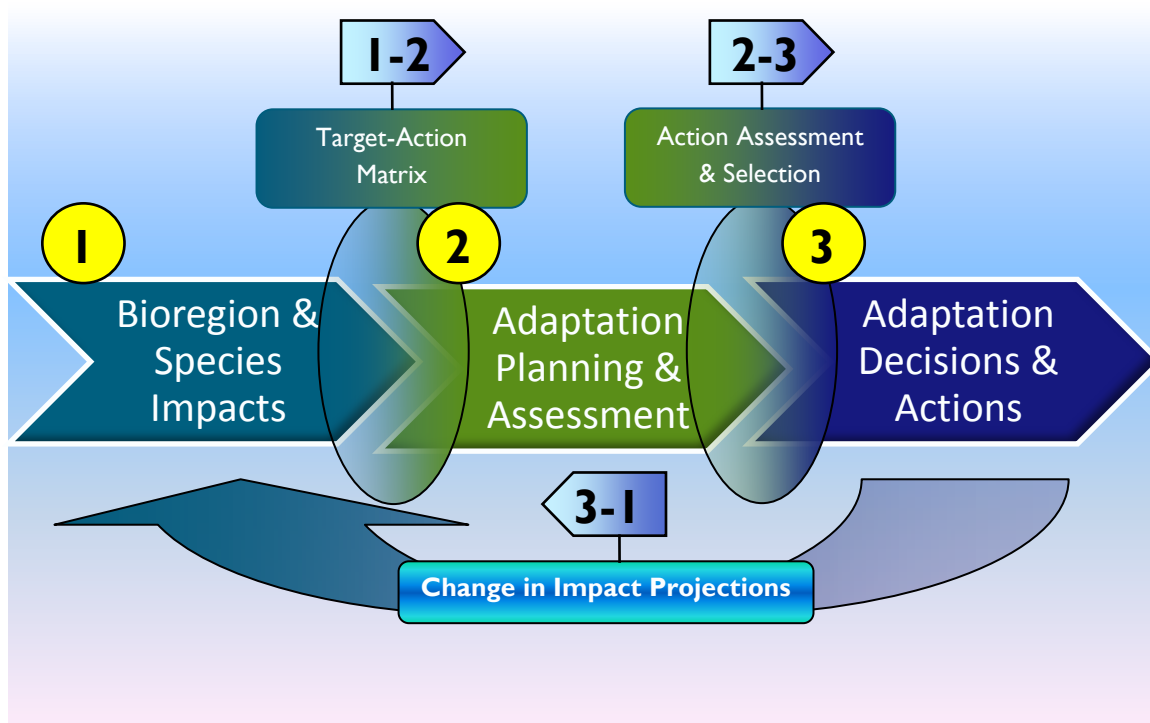 1-2
Target-Action
Matrix
2-3
Action Assessment
& Selection
1
Bioregion &
Species
Impacts
2
Adaptation
Planning &
Assessment
3
Adaptation
Decisions &
Actions
3-1
Change in Impact Projections